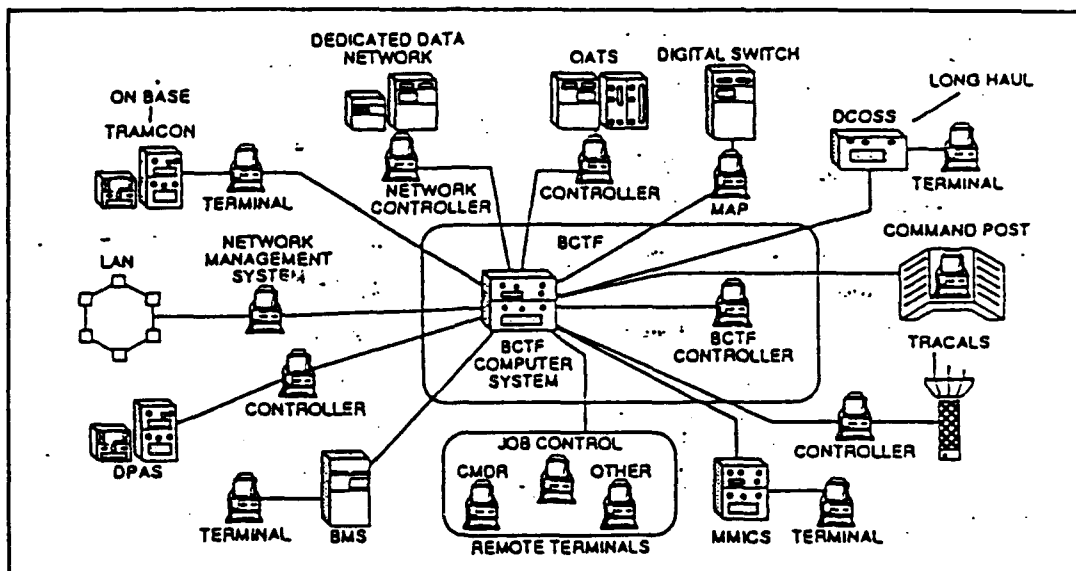 DEDICATED DATA
NETWORK
OATS
DIGITAL SWITCH
LONG HAUL
ON BASE
TRAMCON
DCOSS
TERMINAL
NETWORK
CONTROLLER
CONTROLLER
MAP
TERMINAL
LAN
NETWORK
MANAGEMENT
SYSTEM
BCTF
COMMAND POST
BCTF
COMPUTER
SYSTEM
BCTF
CONTROLLER
TRACALS
CONTROLLER
DPAS
JOB CONTROL
CMDR
OTHER
CONTROLLER
TERMINAL
BMS
REMOTE TERMINALS
MMICS
TERMINAL